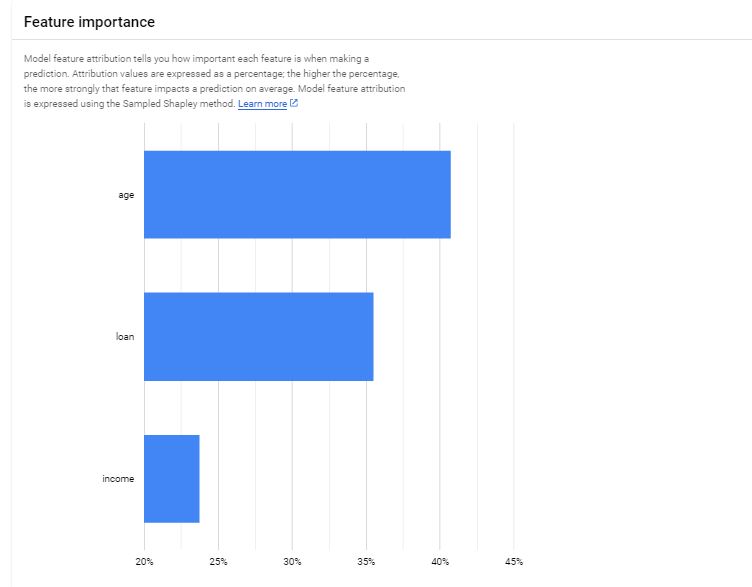 Feature importance
Model feature attribution tells you how important each feature is when making a
prediction. Attribution values are expressed as a percentage; the higher the percentage,
the more strongly that feature impacts a prediction on average. Model feature attribution
is expressed using the Sampled Shapley method. Learn more
age
loan
income
20% 25% 30% 35% 40% 45%